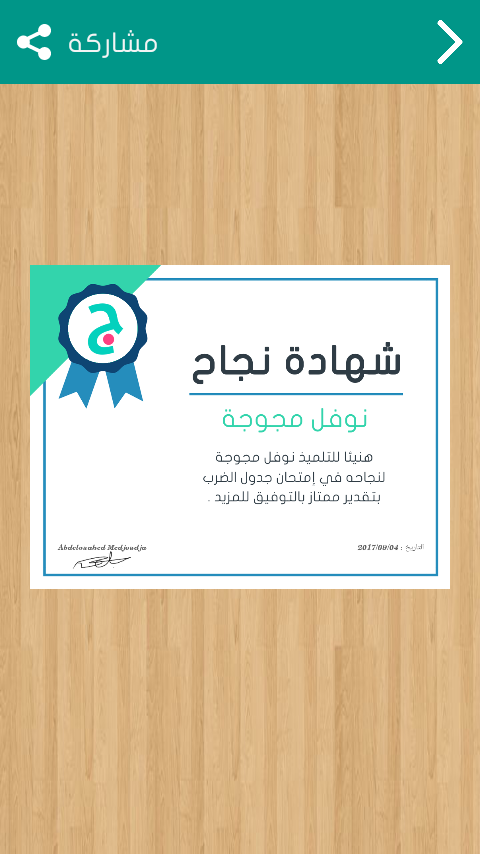 مشاركة
ج
شهادة نجاح
نوفل مجوجة
هنيئا للتلميذ نوفل مجوجة
لنجاحه في إمتحان جدول الضرب
بتقدير ممتاز بالتوفيق للمزيد .
التاريخ : 2017/09/04
Abdelouahed Medjoudja